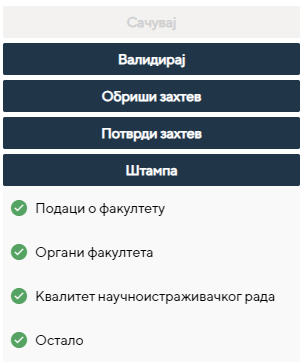 Сачувај
Валидирај
Обриши захтев
Потврди захтев
Штампа
Подаци о факултету
Органи факултета
Квалитет научноистраживачког рада
Остало